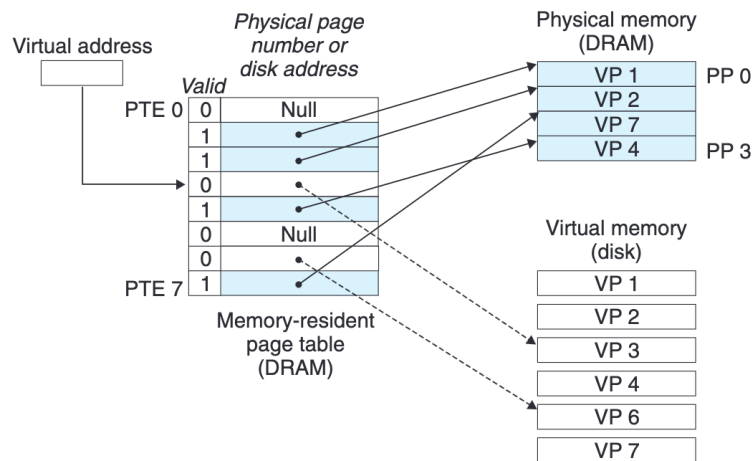 Virtual address
Physical page
number or
disk address
Valid
PTE 0
0
Null
1
1
0
1
0
Null
0
PTE 7
1
Memory-resident
page table
(DRAM)
Physical memory
(DRAM)
VP 1
PP 0
VP 2
VP 7
VP 4
PP 3
Virtual memory
(disk)
VP 1
VP 2
VP 3
VP 4
VP 6
VP 7